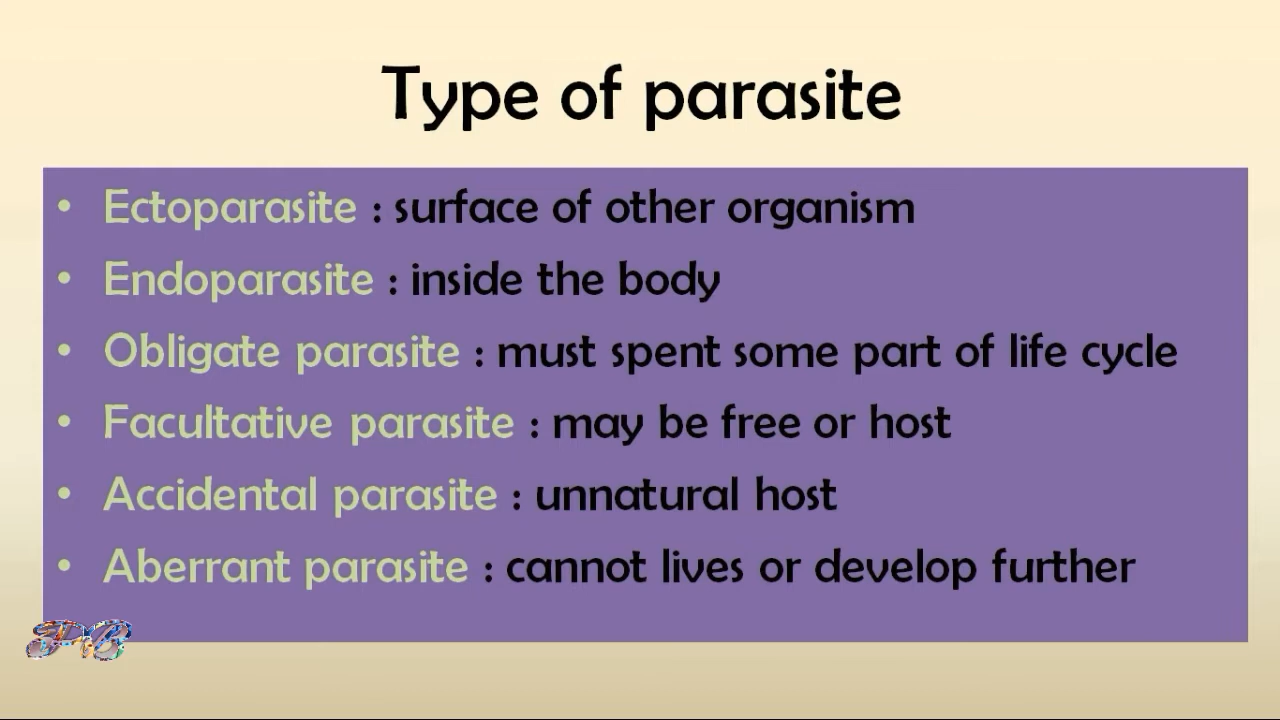 Type of parasite
• Ectoparasite : surface of other organism
• Endoparasite : inside the body
• Obligate parasite : must spent some part of life cycle
• Facultative parasite : may be free or host
• Accidental parasite : unnatural host
• Aberrant parasite : cannot lives or develop further
PB